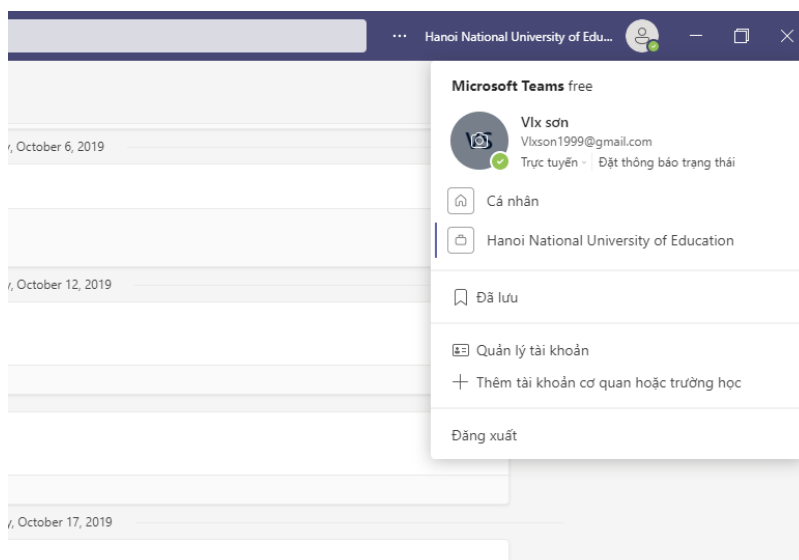 Hanoi National University of Edu...
Microsoft Teams free
Vlx sơn
Vlxson1999@gmail.com
Trực tuyến
Đặt thông báo trạng thái
Cá nhân
Hanoi National University of Education
Đã lưu
Quản lý tài khoản
Thêm tài khoản cơ quan hoặc trường học
Đăng xuất
, October 6, 2019
, October 12, 2019
, October 17, 2019